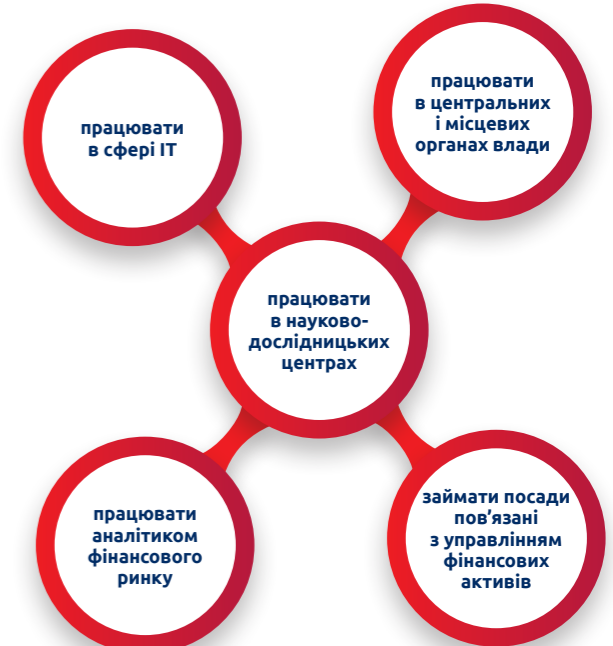 працювати
в сфері ІТ
працювати
в центральних
і місцевих
органах влади
працювати
в науково-
дослідницьких
центрах
працювати
аналітиком
фінансового
ринку
займати посади
пов’язані
з управлінням
фінансових
активів